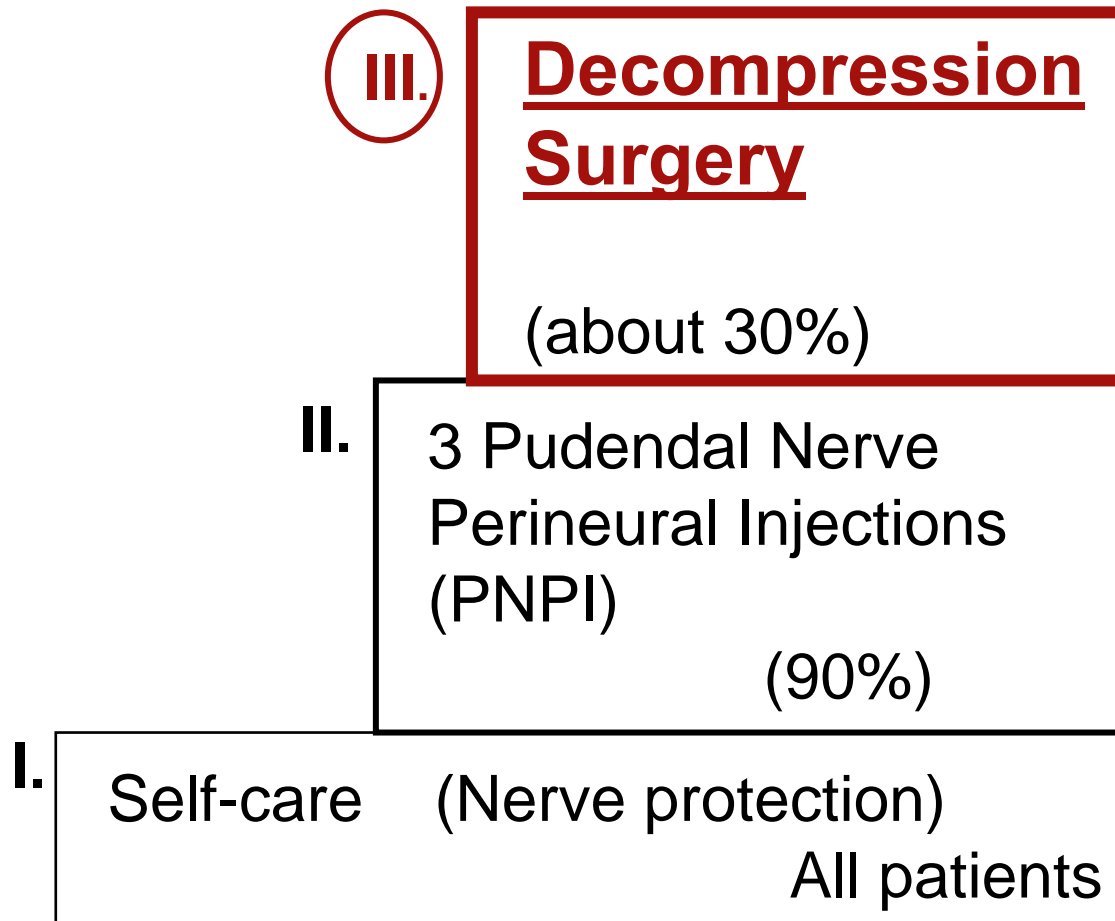 III.
Decompression
Surgery
(about 30%)
II.
3 Pudendal Nerve
Perineural Injections
(PNPI)
(90%)
I.
Self-care (Nerve protection)
All patients